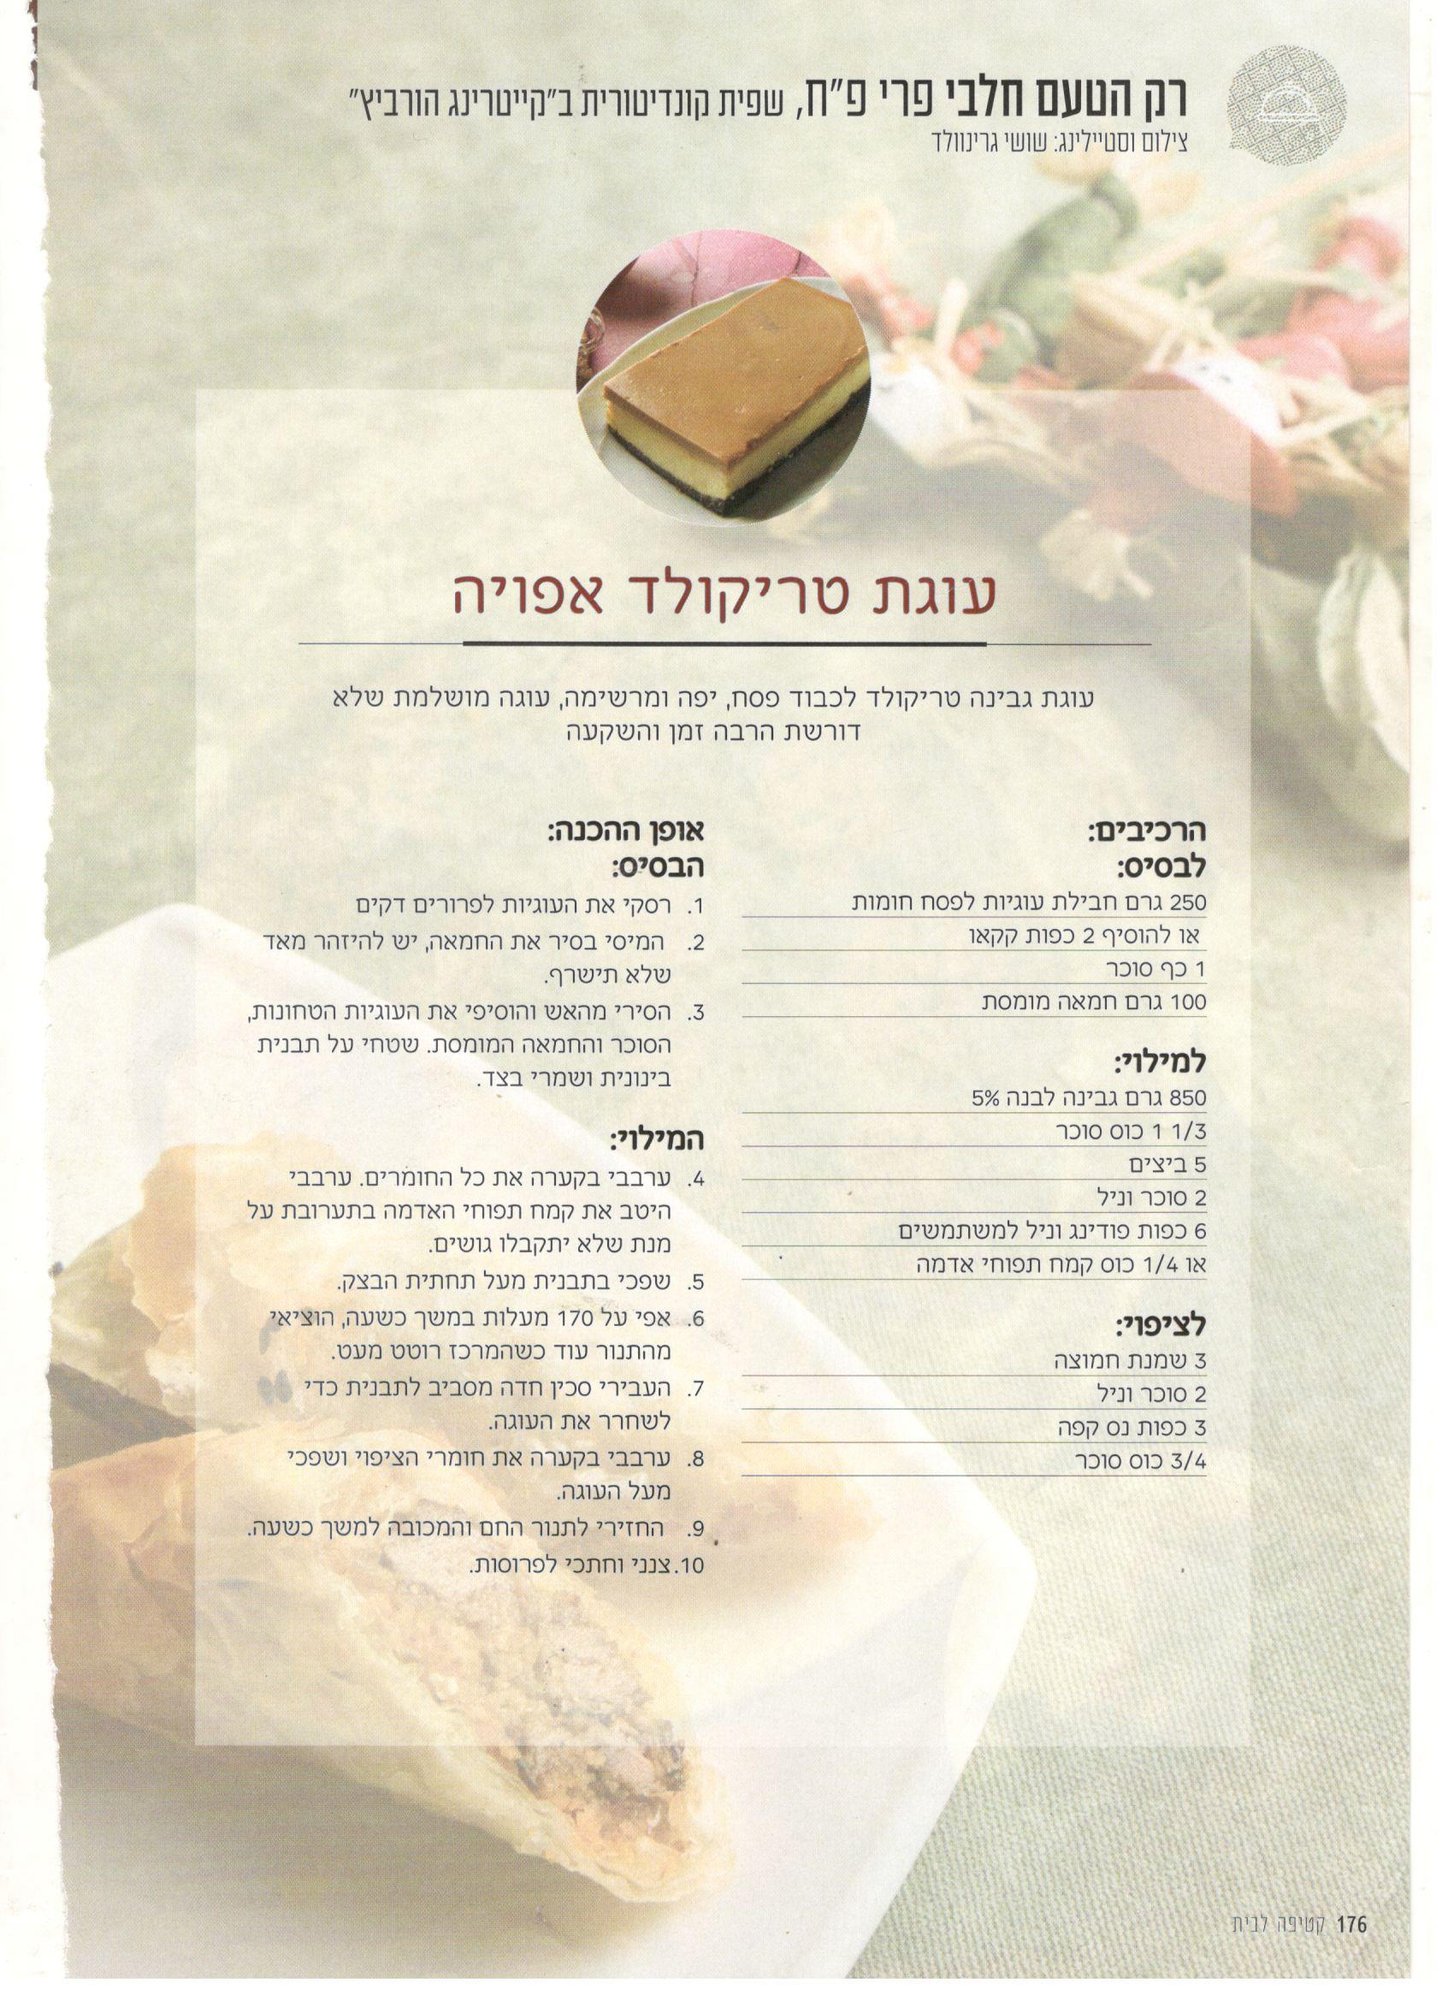 רק הטעם חלבי פרי פ"ח, שפית קונדיטורית ב"קייטרינג הורביץ"
צילום וסטיילינג: שושי גרינוולד
עוגת טריקולד אפויה
עוגת גבינה טריקולד לכבוד פסח, יפה ומרשימה, עוגה מושלמת שלא
דורשת הרבה זמן והשקעה
הרכיבים:
לבסיס:
250 גרם חבילת עוגיות לפסח חומות
או להוסיף 2 כפות קקאו
1 כף סוכר
100 גרם חמאה מומסת
למילוי:
850 גרם גבינה לבנה 5%
1 1/3 כוס סוכר
5 ביצים
2 סוכר וניל
6 כפות פודינג וניל למשתמשים
או 1/4 כוס קמח תפוחי אדמה
לציפוי:
3 שמנת חמוצה
2 סוכר וניל
3 כפות נס קפה
3/4 כוס סוכר
אופן ההכנה:
הבסיס:
1. רסקי את העוגיות לפרורים דקים
2. המיסי בסיר את החמאה, יש להיזהר מאד
שלא תישרף.
3. הסירי מהאש והוסיפי את העוגיות הטחונות,
הסוכר והחמאה המומסת. שטחי על תבנית
בינונית ושמרי בצד.
המילוי:
4. ערבבי בקערה את כל החומרים. ערבבי
היטב את קמח תפוחי האדמה בתערובת על
מנת שלא יתקבלו גושים.
5. שפכי בתבנית מעל תחתית הבצק.
6. אפי על 170 מעלות במשך כשעה, הוציאי
מהתנור עוד כשהמרכז רוטט מעט.
7. העבירי סכין חדה מסביב לתבנית כדי
לשחרר את העוגה.
8. ערבבי בקערה את חומרי הציפוי ושפכי
מעל העוגה.
9. החזירי לתנור החם והמכובה למשך כשעה.
10. צנני וחתכי לפרוסות.
176 קטיפה לבית